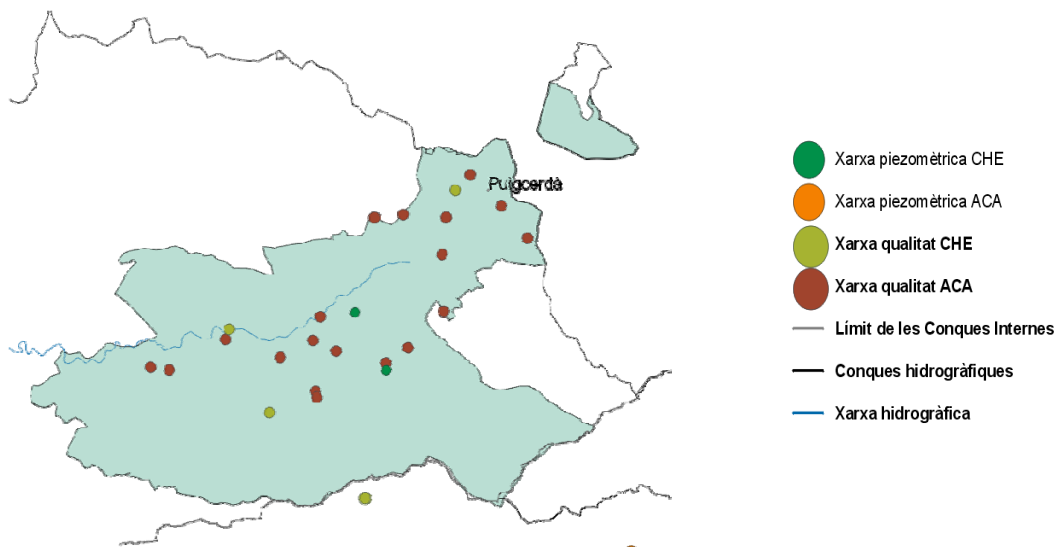 Puigcerdà
Xarxa piezomètrica CHE
Xarxa piezomètrica ACA
Xarxa qualitat CHE
Xarxa qualitat ACA
Límit de les Conques Internes
Conques hidrogràfiques
Xarxa hidrogràfica